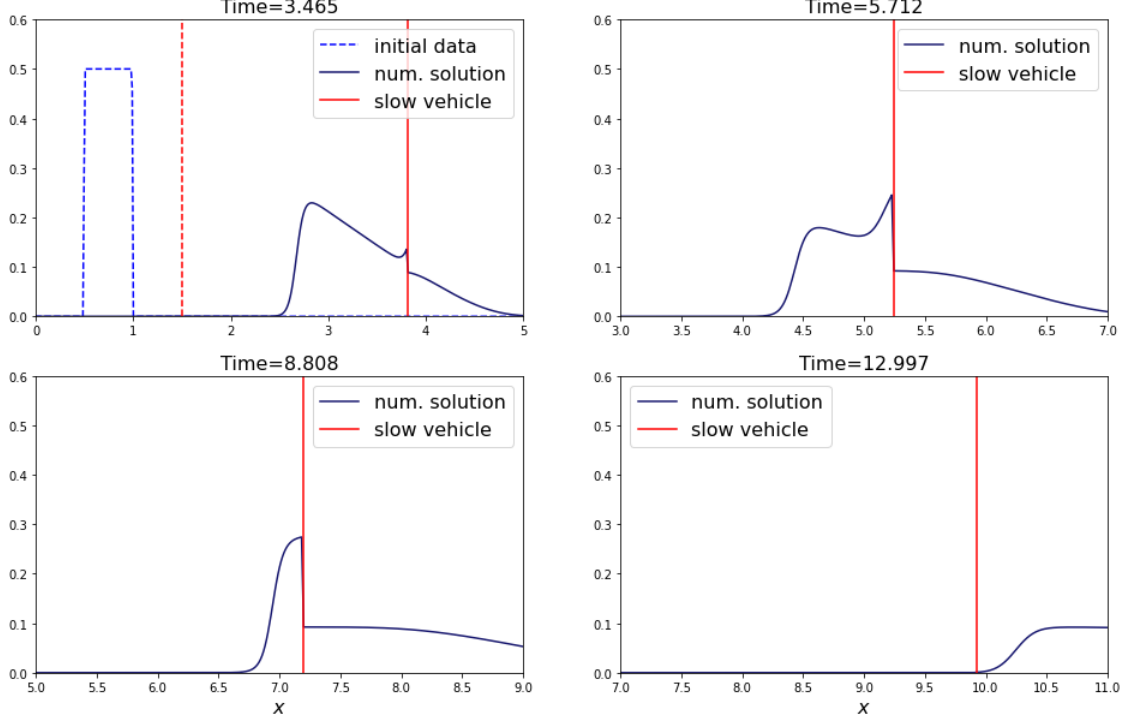 Time=3.465
0.6
0.5
0.4
0.3
0.2
0.1
0.0
0 1 2 3 4 5
initial data
num. solution
slow vehicle
Time=5.712
0.6
0.5
0.4
0.3
0.2
0.1
0.0
3.0 3.5 4.0 4.5 5.0 5.5 6.0 6.5 7.0
num. solution
slow vehicle
Time=8.808
0.6
0.5
0.4
0.3
0.2
0.1
0.0
5.0 5.5 6.0 6.5 7.0 7.5 8.0 8.5 9.0
x
num. solution
slow vehicle
Time=12.997
0.6
0.5
0.4
0.3
0.2
0.1
0.0
7.0 7.5 8.0 8.5 9.0 9.5 10.0 10.5 11.0
x
num. solution
slow vehicle